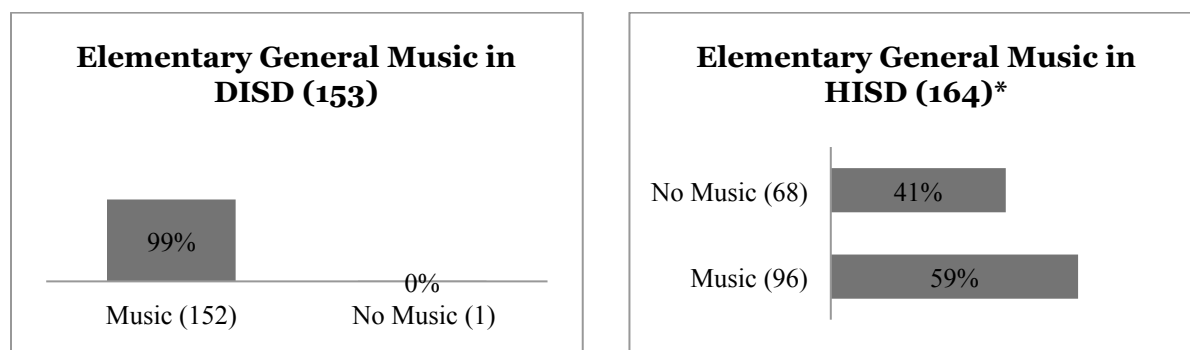 Elementary General Music in
DISD (153)
99%
0%
Music (152)
No Music (1)
Elementary General Music in
HISD (164)*
No Music (68)
41%
Music (96)
59%